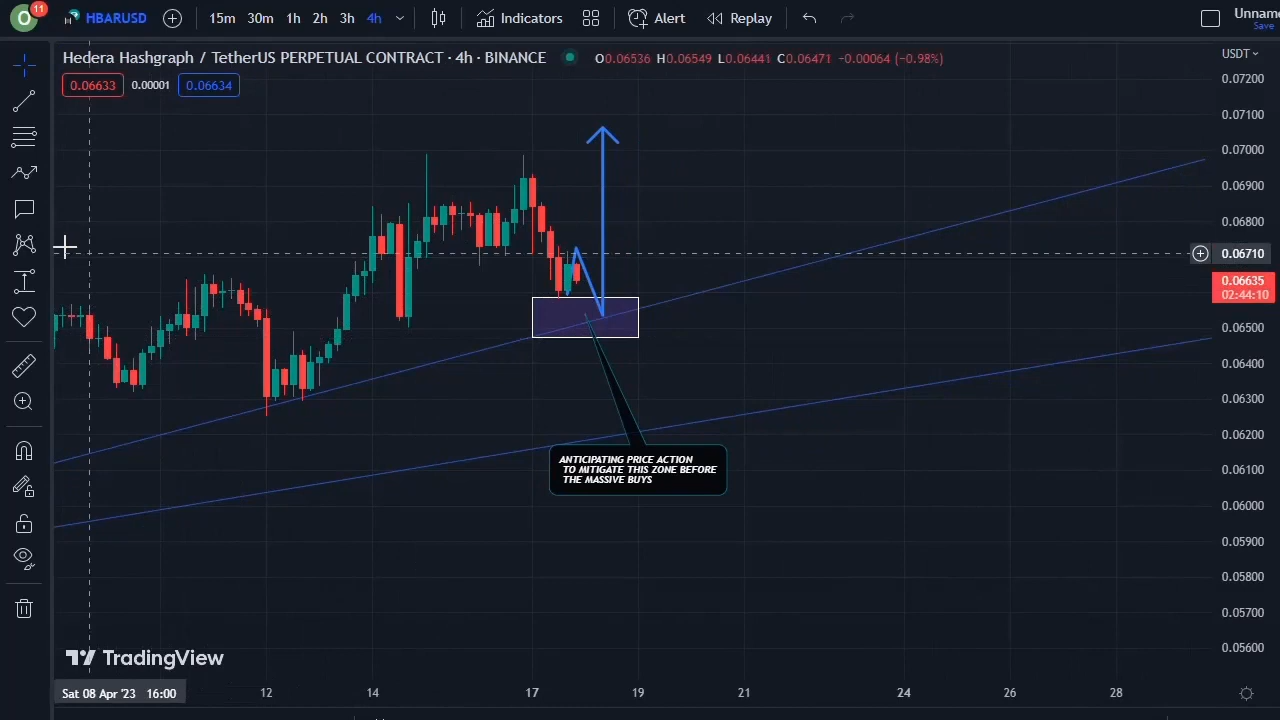 11
HBARUSD
15m 30m 1h 2h 3h 4h
Indicators
Alert
Replay
Unnam
Save
Hedera Hashgraph / TetherUS PERPETUAL CONTRACT · 4h · BINANCE
O0.06536 H0.06549 L0.06441 C0.06471 −0.00064 (−0.98%)
USDT
0.06633 0.00001 0.06634
0.07200
0.07100
0.07000
0.06900
0.06800
0.06710
0.06635
02:44:10
0.06500
0.06400
0.06300
0.06200
0.06100
0.06000
0.05900
0.05800
0.05700
0.05600
ANTICIPATING PRICE ACTION
TO MITIGATE THIS ZONE BEFORE
THE MASSIVE BUYS
TradingView
Sat 08 Apr '23 16:00
12 14 17 19 21 24 26 28